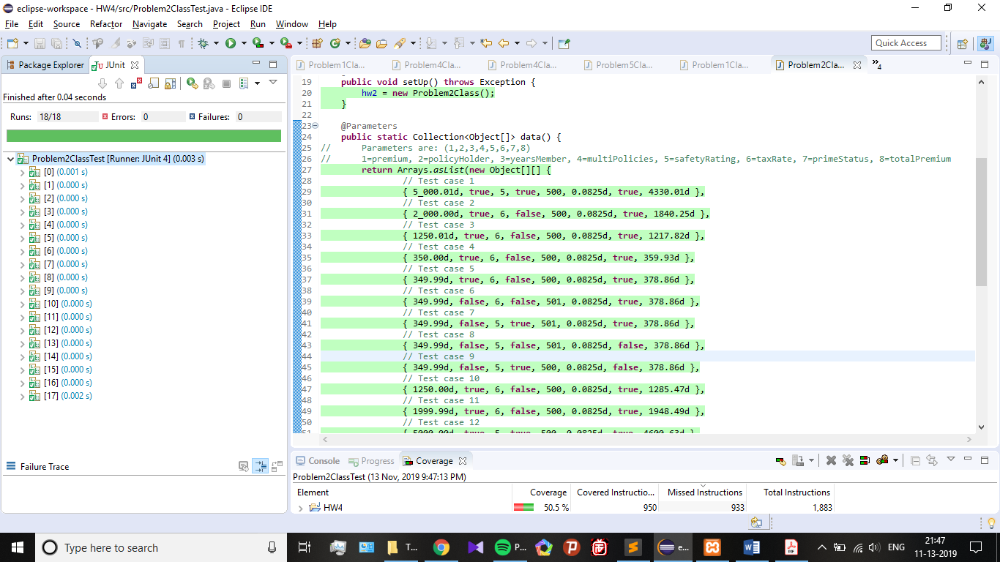 eclipse-workspace - HW4/src/Problem2ClassTest.java - Eclipse IDE
File Edit Source Refactor Navigate Search Project Run Window Help
Quick Access
Package Explorer JUnit
Finished after 0.04 seconds
Runs: 18/18 Errors: 0 Failures: 0
Problem2ClassTest [Runner: JUnit 4] (0.003 s)
[0] (0.001 s)
[1] (0.000 s)
[2] (0.000 s)
[3] (0.000 s)
[4] (0.000 s)
[5] (0.000 s)
[6] (0.000 s)
[7] (0.000 s)
[8] (0.000 s)
[9] (0.000 s)
[10] (0.000 s)
[11] (0.000 s)
[12] (0.000 s)
[13] (0.000 s)
[14] (0.000 s)
[15] (0.000 s)
[16] (0.000 s)
[17] (0.002 s)
Failure Trace
Problem1Cla... Problem4Cla... Problem4Cla... Problem5Cla... Problem1Cla... Problem2Cla... »4
19 public void setUp() throws Exception {
20 hw2 = new Problem2Class();
21 }
22
23 @Parameters
24 public static Collection<Object[]> data() {
25 // Parameters are: (1,2,3,4,5,6,7,8)
26 // 1=premium, 2=policyHolder, 3=yearsMember, 4=multiPolicies, 5=safetyRating, 6=taxRate, 7=primeStatus, 8=totalPremium
27 return Arrays.asList(new Object[][] {
28 // Test case 1
29 { 5_000.01d, true, 5, true, 500, 0.0825d, true, 4330.01d },
30 // Test case 2
31 { 2_000.00d, true, 6, false, 500, 0.0825d, true, 1840.25d },
32 // Test case 3
33 { 1250.01d, true, 6, false, 500, 0.0825d, true, 1217.82d },
34 // Test case 4
35 { 350.00d, true, 6, false, 500, 0.0825d, true, 359.93d },
36 // Test case 5
37 { 349.99d, true, 6, false, 500, 0.0825d, true, 378.86d },
38 // Test case 6
39 { 349.99d, false, 6, false, 501, 0.0825d, true, 378.86d },
40 // Test case 7
41 { 349.99d, false, 5, true, 501, 0.0825d, true, 378.86d },
42 // Test case 8
43 { 349.99d, false, 5, false, 501, 0.0825d, false, 378.86d },
44 // Test case 9
45 { 349.99d, false, 5, true, 500, 0.0825d, false, 378.86d },
46 // Test case 10
47 { 1250.00d, true, 6, false, 500, 0.0825d, true, 1285.47d },
48 // Test case 11
49 { 1999.99d, true, 6, false, 500, 0.0825d, true, 1948.49d },
50 // Test case 12
51 { 5000.00d, true, 5, true, 500, 0.0825d, true, 4600.63d },
Console Progress Coverage
Problem2ClassTest (13 Nov, 2019 9:47:13 PM)
Element Coverage Covered Instructio... Missed Instructions Total Instructions
HW4 50.5 % 950 933 1,883
Type here to search
T... P... e...
ENG
21:47
11-13-2019